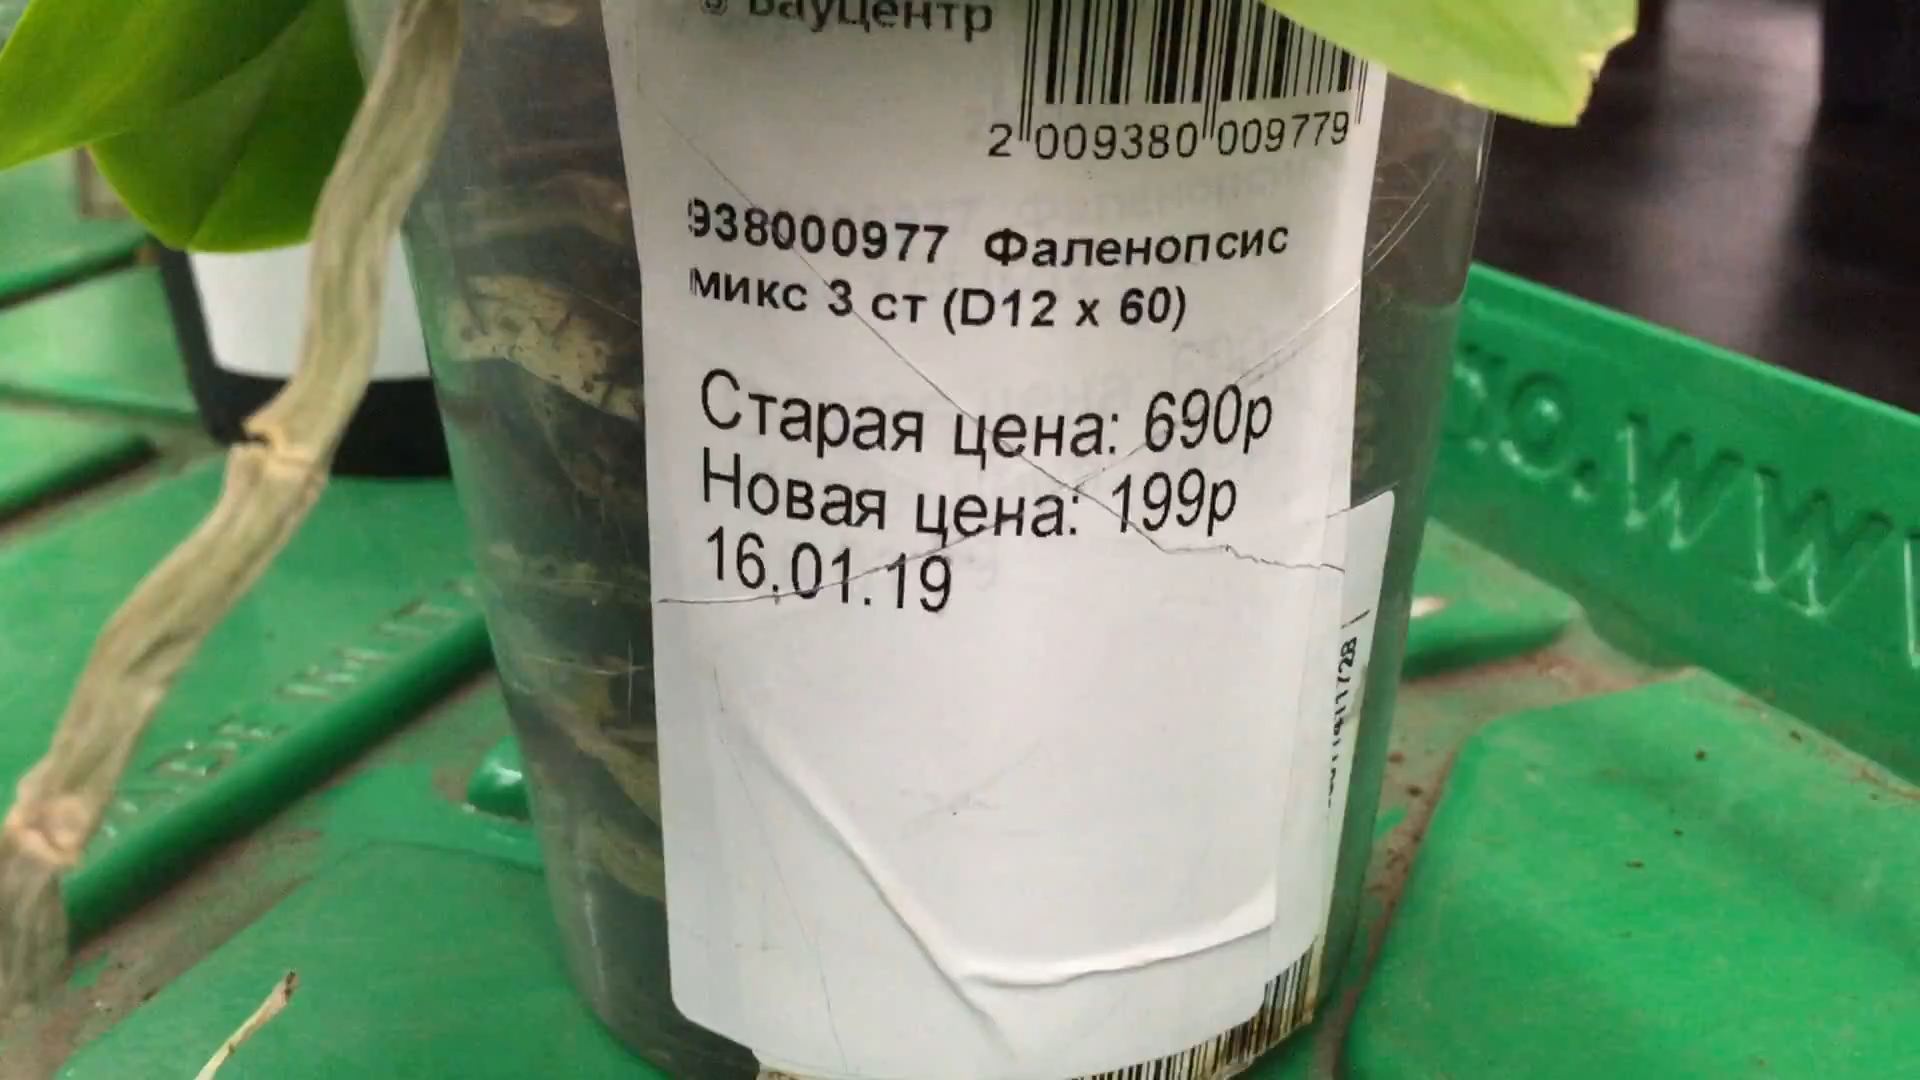 Бауцентр
2 009380 009779
938000977 Фаленопсис
микс 3 ст (D12 x 60)
Старая цена: 690р
Новая цена: 199р
16.01.19